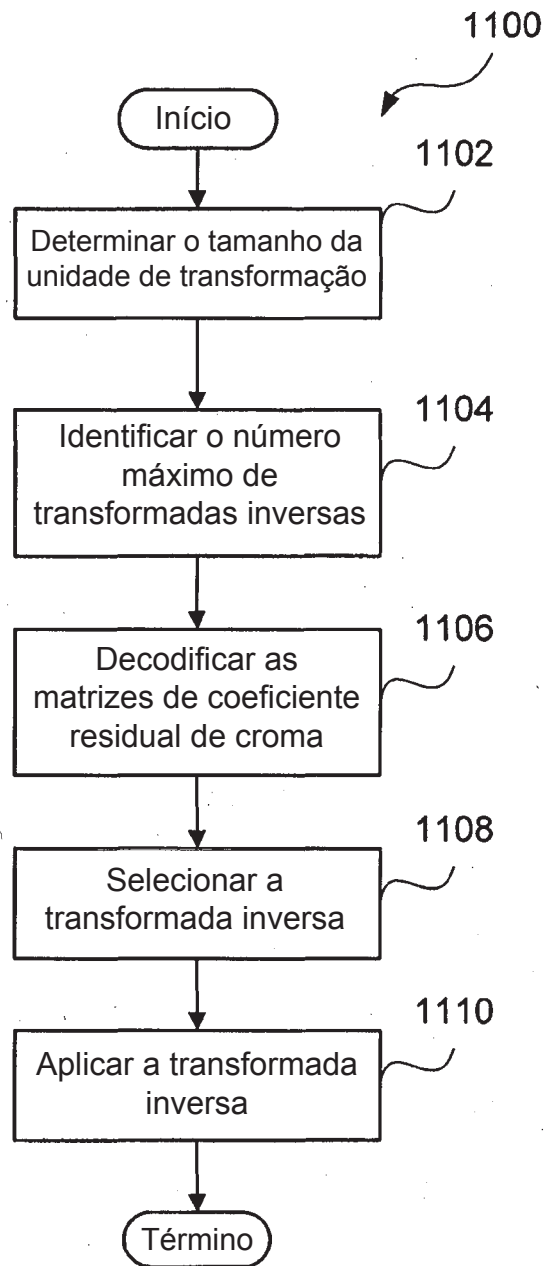 1100
Início
1102
Determinar o tamanho da
unidade de transformação
1104
Identificar o número
máximo de
transformadas inversas
1106
Decodificar as
matrizes de coeficiente
residual de croma
1108
Selecionar a
transformada inversa
1110
Aplicar a transformada
inversa
Término